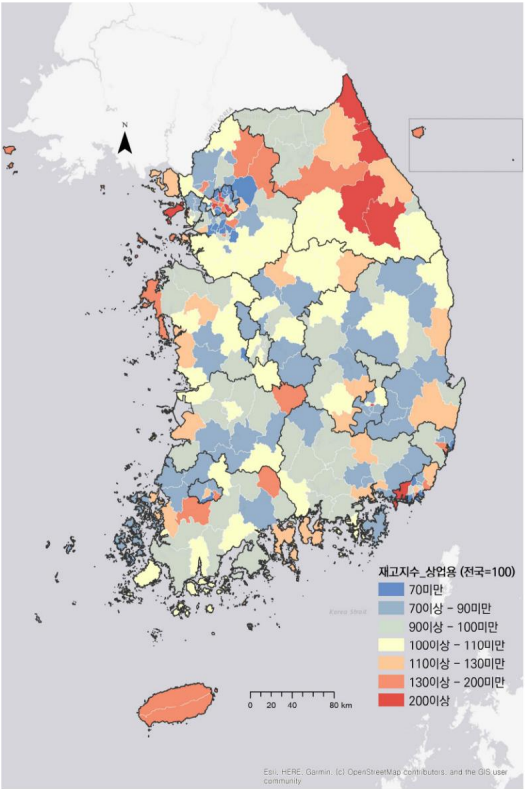 N
재고지수_상업용 (전국=100)
70미만
70이상 - 90미만
90이상 - 100미만
100이상 - 110미만
110이상 - 130미만
130이상 - 200미만
200이상
0 20 40 80 km
Esri, HERE, Garmin, (c) OpenStreetMap contributors, and the GIS user
community